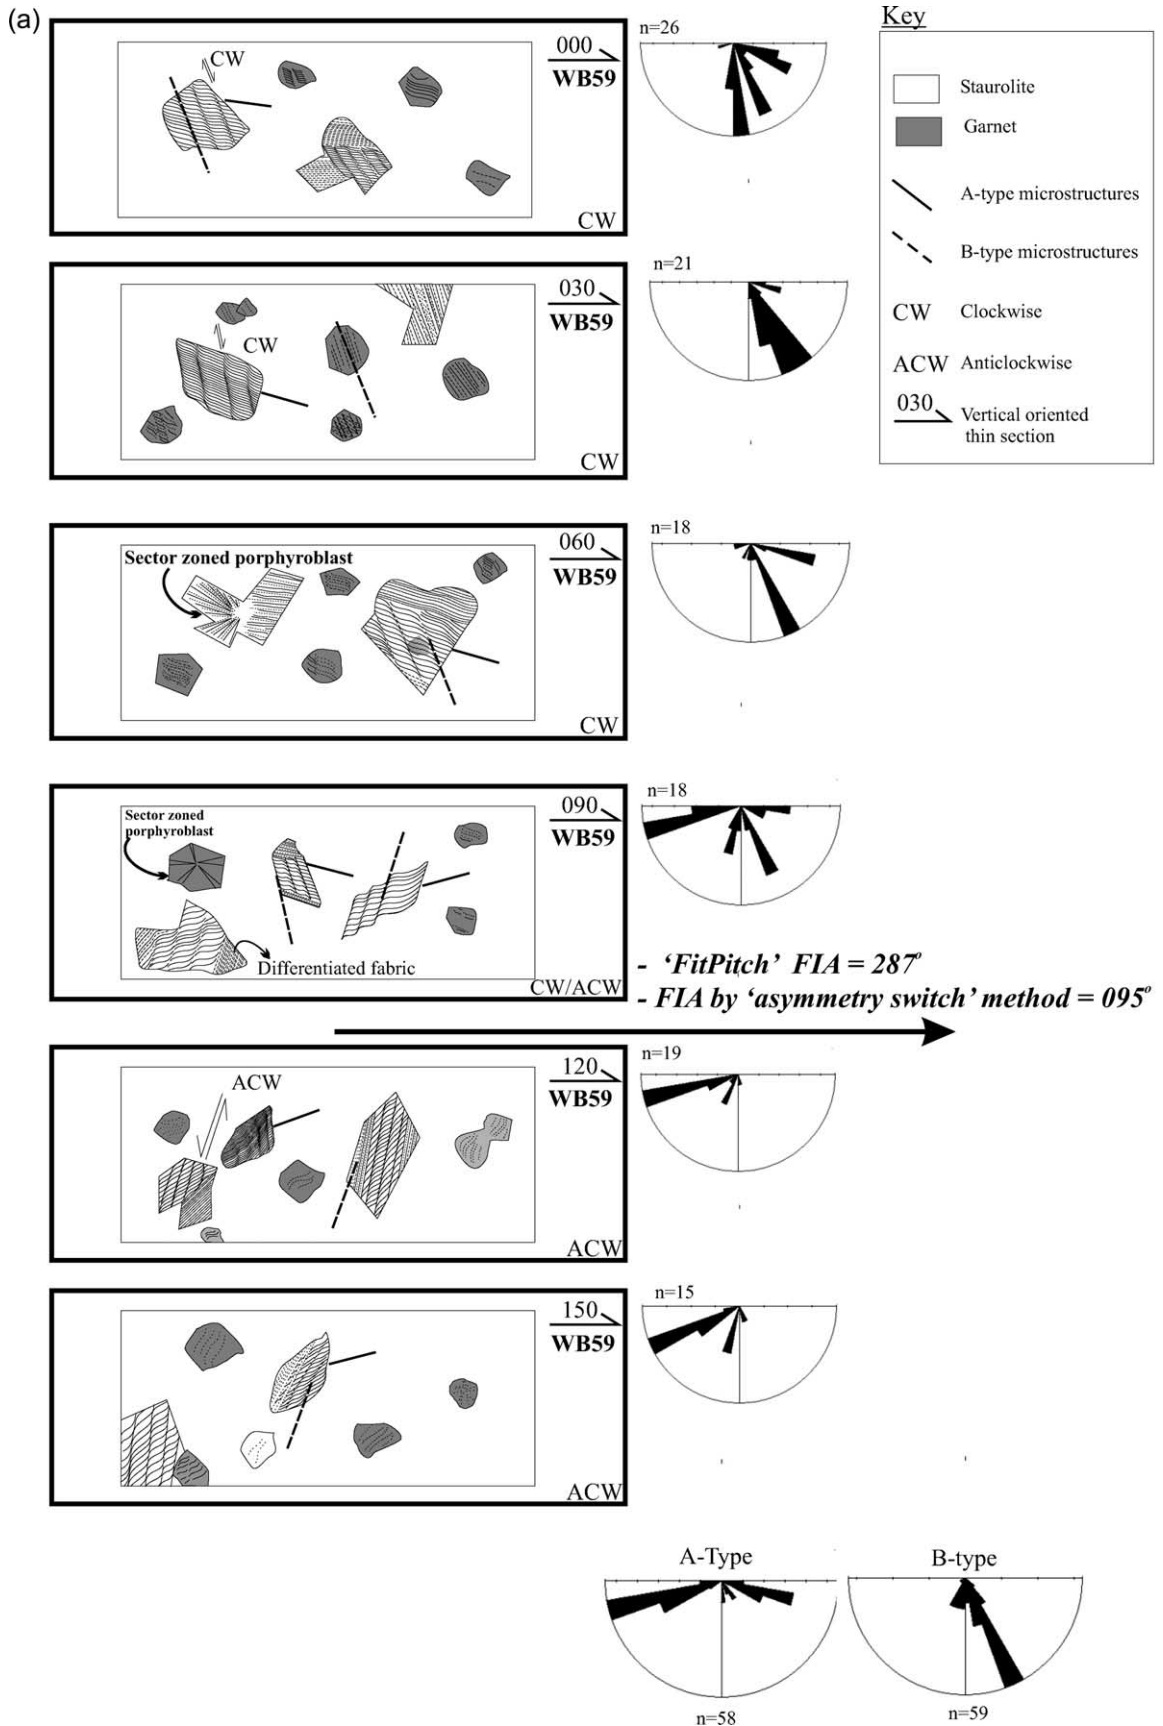 (a)
CW
000
WB59
CW
n=26
Key
Staurolite
Garnet
A-type microstructures
B-type microstructures
CW Clockwise
ACW Anticlockwise
030 Vertical oriented
thin section
CW
030
WB59
CW
n=21
Sector zoned porphyroblast
060
WB59
CW
n=18
Sector zoned
porphyroblast
Differentiated fabric
090
WB59
CW/ACW
n=18
- ‘FitPitch’ FIA = 287°
- FIA by ‘asymmetry switch’ method = 095°
ACW
120
WB59
ACW
n=19
150
WB59
ACW
n=15
A-Type
n=58
B-type
n=59